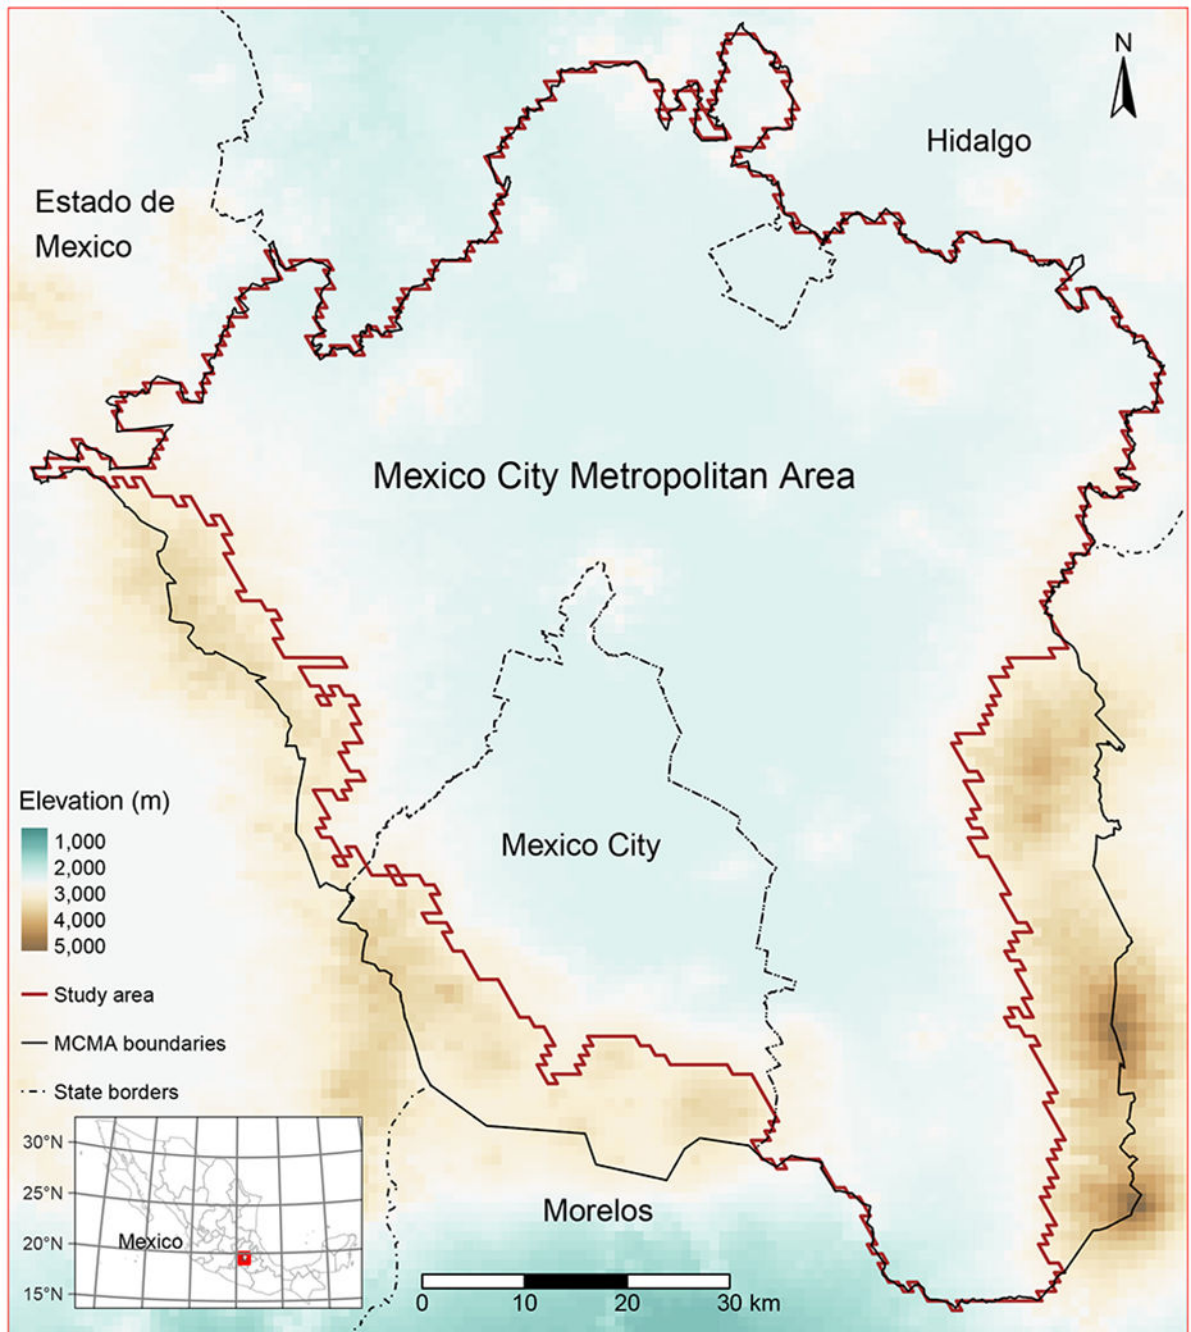 N
Hidalgo
Estado de
Mexico
Mexico City Metropolitan Area
Mexico City
Elevation (m)
1,000
2,000
3,000
4,000
5,000
Study area
MCMA boundaries
State borders
30°N
25°N
20°N
15°N
Mexico
Morelos
0 10 20 30 km